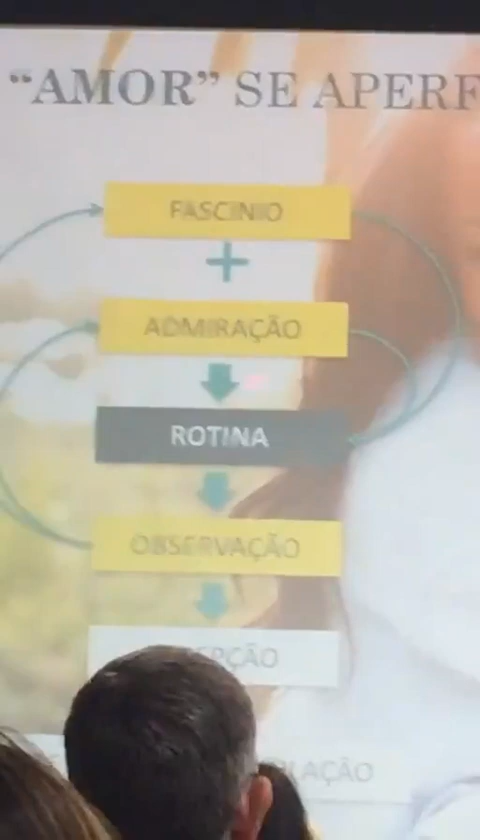 “AMOR” SE APERF
FASCINIO
+
ADMIRAÇÃO
ROTINA
OBSERVAÇÃO